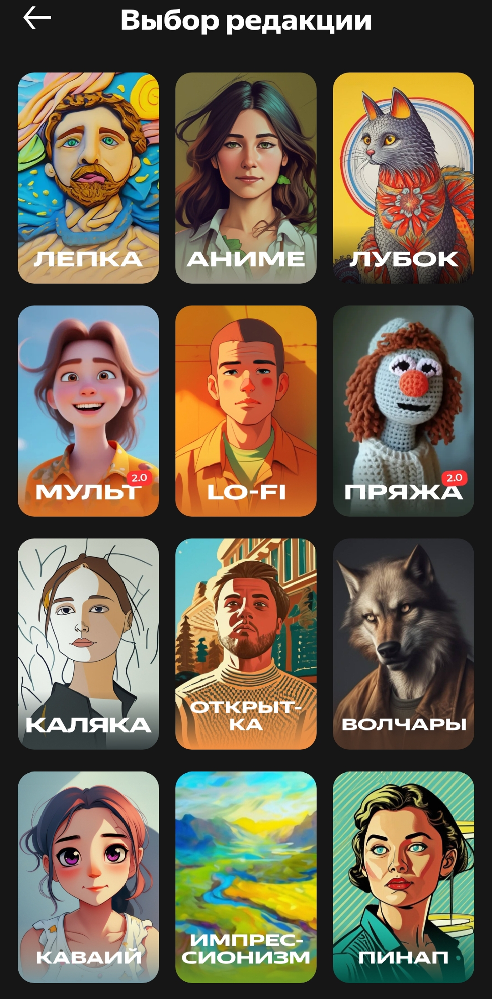 Выбор редакции
ЛЕПКА
АНИМЕ
ЛУБОК
МУЛЬТ
2.0
LO-FI
ПРЯЖА
2.0
КАЛЯКА
ОТКРЫТ-
КА
ВОЛЧАРЫ
КАВАИЙ
ИМПРЕС-
СИОНИЗМ
ПИНАП